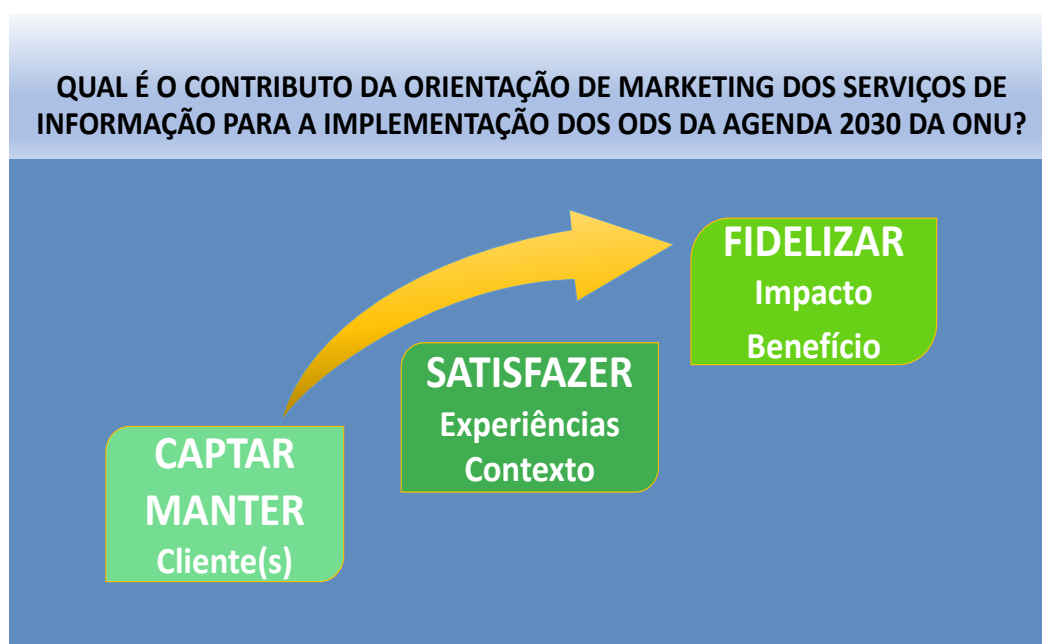 QUAL É O CONTRIBUTO DA ORIENTAÇÃO DE MARKETING DOS SERVIÇOS DE
INFORMAÇÃO PARA A IMPLEMENTAÇÃO DOS ODS DA AGENDA 2030 DA ONU?
CAPTAR
MANTER
Cliente(s)
SATISFAZER
Experiências
Contexto
FIDELIZAR
Impacto
Benefício